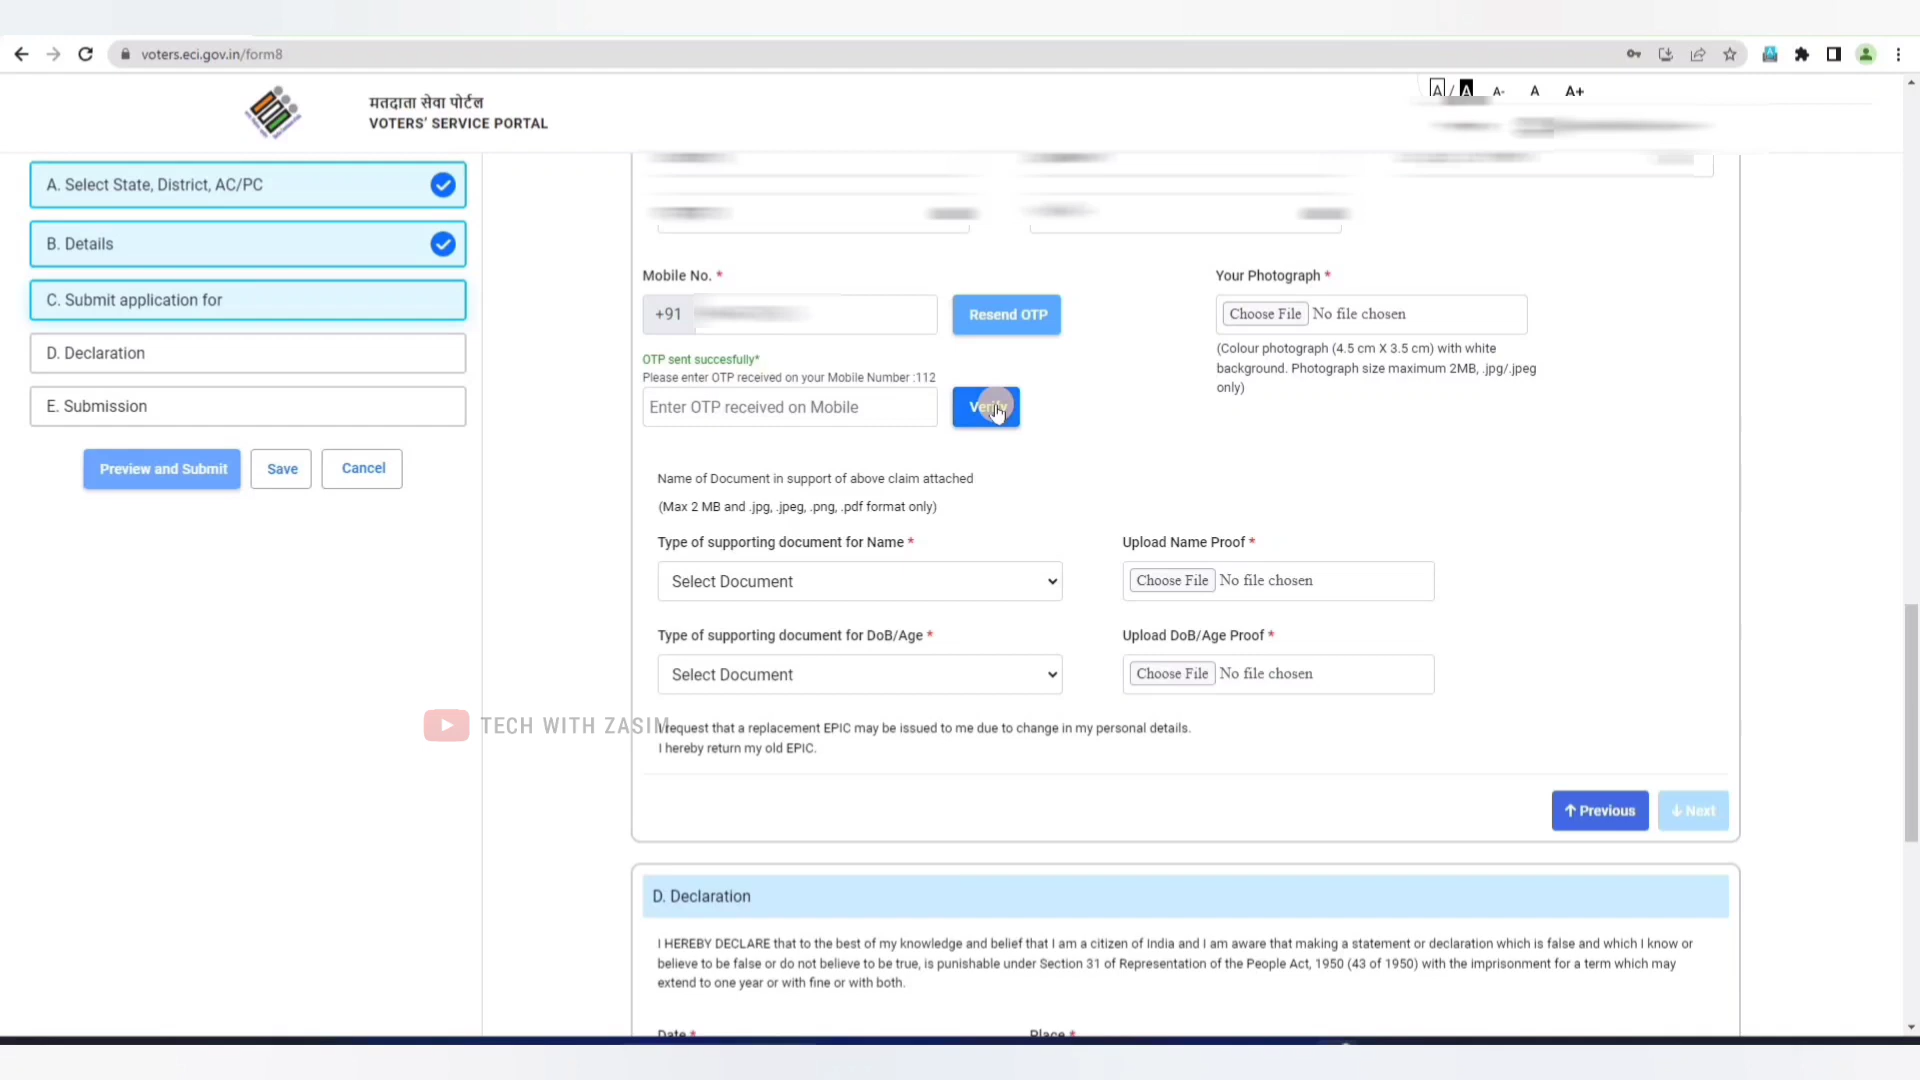 voters.eci.gov.in/form8
मतदाता सेवा पोर्टल
VOTERS' SERVICE PORTAL
A / A A- A A+
A. Select State, District, AC/PC
B. Details
C. Submit application for
D. Declaration
E. Submission
Preview and Submit Save Cancel
Mobile No. *
+91
Resend OTP
OTP sent succesfully*
Please enter OTP received on your Mobile Number :112
Enter OTP received on Mobile
Verify
Your Photograph *
Choose File No file chosen
(Colour photograph (4.5 cm X 3.5 cm) with white
background. Photograph size maximum 2MB, .jpg/.jpeg
only)
Name of Document in support of above claim attached
(Max 2 MB and .jpg, .jpeg, .png, .pdf format only)
Type of supporting document for Name *
Select Document
Upload Name Proof *
Choose File No file chosen
Type of supporting document for DoB/Age *
Select Document
Upload DoB/Age Proof *
Choose File No file chosen
TECH WITH ZASIM
I request that a replacement EPIC may be issued to me due to change in my personal details.
I hereby return my old EPIC.
Previous Next
D. Declaration
I HEREBY DECLARE that to the best of my knowledge and belief that I am a citizen of India and I am aware that making a statement or declaration which is false and which I know or
believe to be false or do not believe to be true, is punishable under Section 31 of Representation of the People Act, 1950 (43 of 1950) with the imprisonment for a term which may
extend to one year or with fine or with both.
Date * Place *